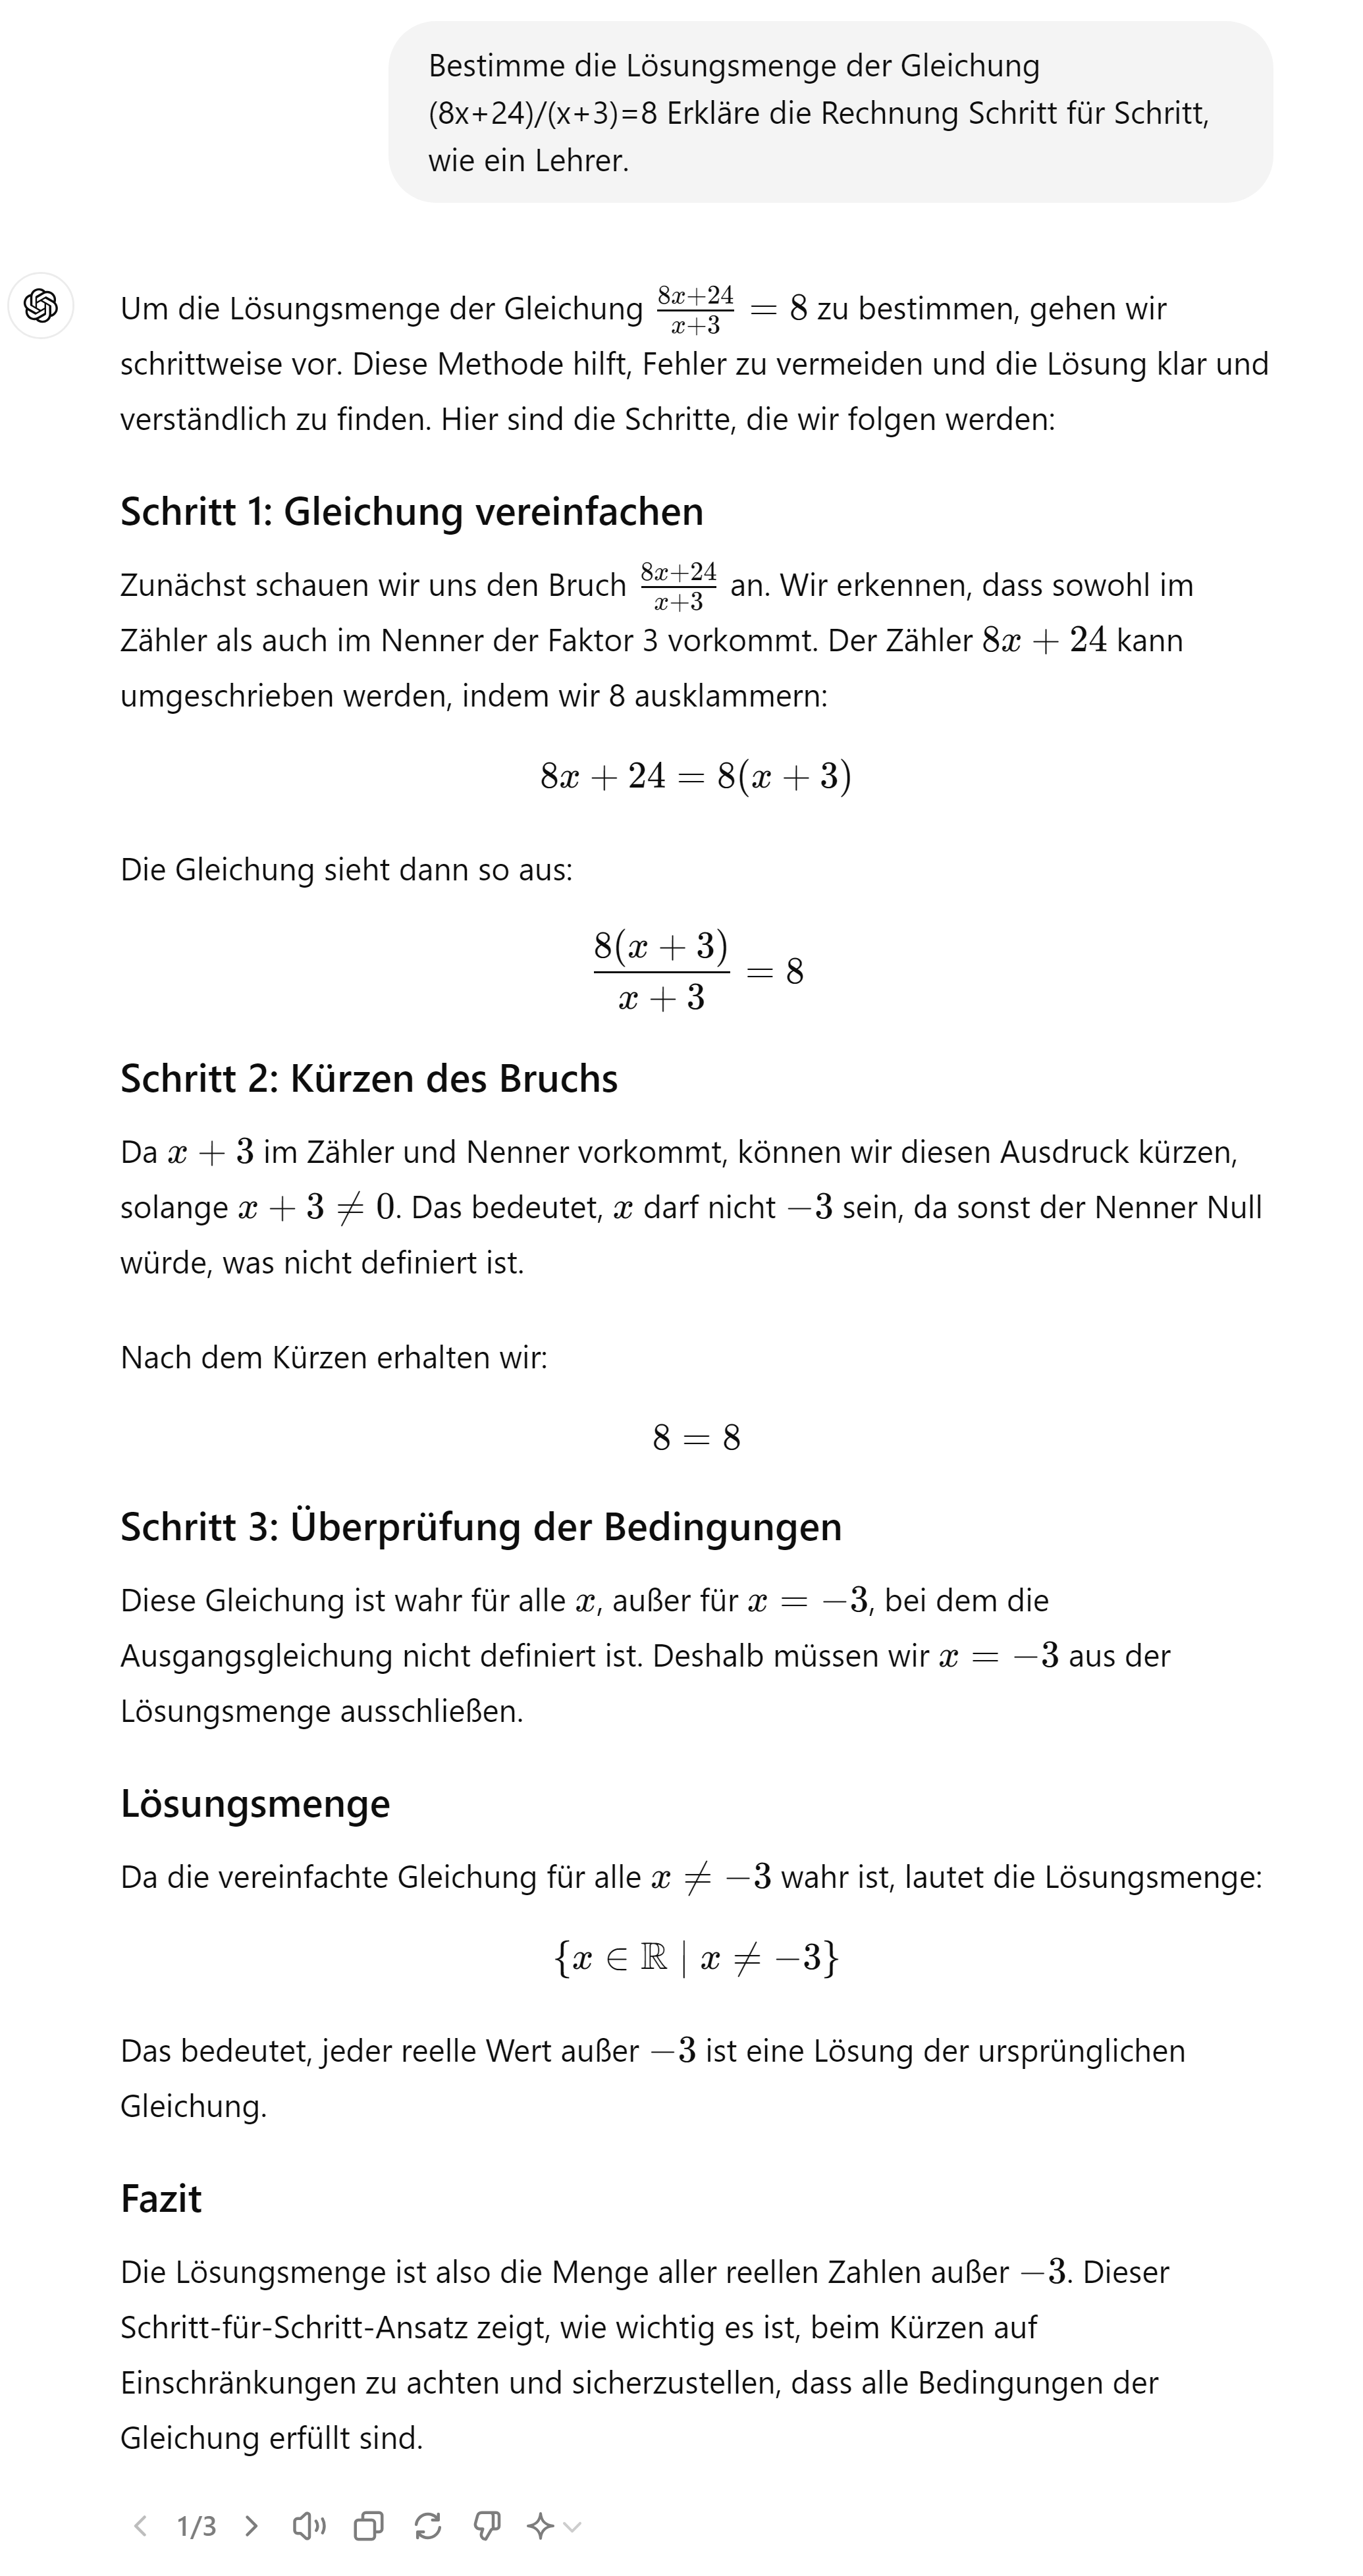 Bestimme die Lösungsmenge der Gleichung
(8x+24)/(x+3)=8 Erkläre die Rechnung Schritt für Schritt,
wie ein Lehrer.
Um die Lösungsmenge der Gleichung \frac{8x+24}{x+3} = 8 zu bestimmen, gehen wir
schrittweise vor. Diese Methode hilft, Fehler zu vermeiden und die Lösung klar und
verständlich zu finden. Hier sind die Schritte, die wir folgen werden:
Schritt 1: Gleichung vereinfachen
Zunächst schauen wir uns den Bruch \frac{8x+24}{x+3} an. Wir erkennen, dass sowohl im
Zähler als auch im Nenner der Faktor 3 vorkommt. Der Zähler 8x + 24 kann
umgeschrieben werden, indem wir 8 ausklammern:
8x + 24 = 8(x + 3)
Die Gleichung sieht dann so aus:
\frac{8(x + 3)}{x + 3} = 8
Schritt 2: Kürzen des Bruchs
Da x + 3 im Zähler und Nenner vorkommt, können wir diesen Ausdruck kürzen,
solange x + 3 ≠ 0. Das bedeutet, x darf nicht −3 sein, da sonst der Nenner Null
würde, was nicht definiert ist.
Nach dem Kürzen erhalten wir:
8 = 8
Schritt 3: Überprüfung der Bedingungen
Diese Gleichung ist wahr für alle x, außer für x = −3, bei dem die
Ausgangsgleichung nicht definiert ist. Deshalb müssen wir x = −3 aus der
Lösungsmenge ausschließen.
Lösungsmenge
Da die vereinfachte Gleichung für alle x ≠ −3 wahr ist, lautet die Lösungsmenge:
{x ∈ ℝ | x ≠ −3}
Das bedeutet, jeder reelle Wert außer −3 ist eine Lösung der ursprünglichen
Gleichung.
Fazit
Die Lösungsmenge ist also die Menge aller reellen Zahlen außer −3. Dieser
Schritt-für-Schritt-Ansatz zeigt, wie wichtig es ist, beim Kürzen auf
Einschränkungen zu achten und sicherzustellen, dass alle Bedingungen der
Gleichung erfüllt sind.
1/3